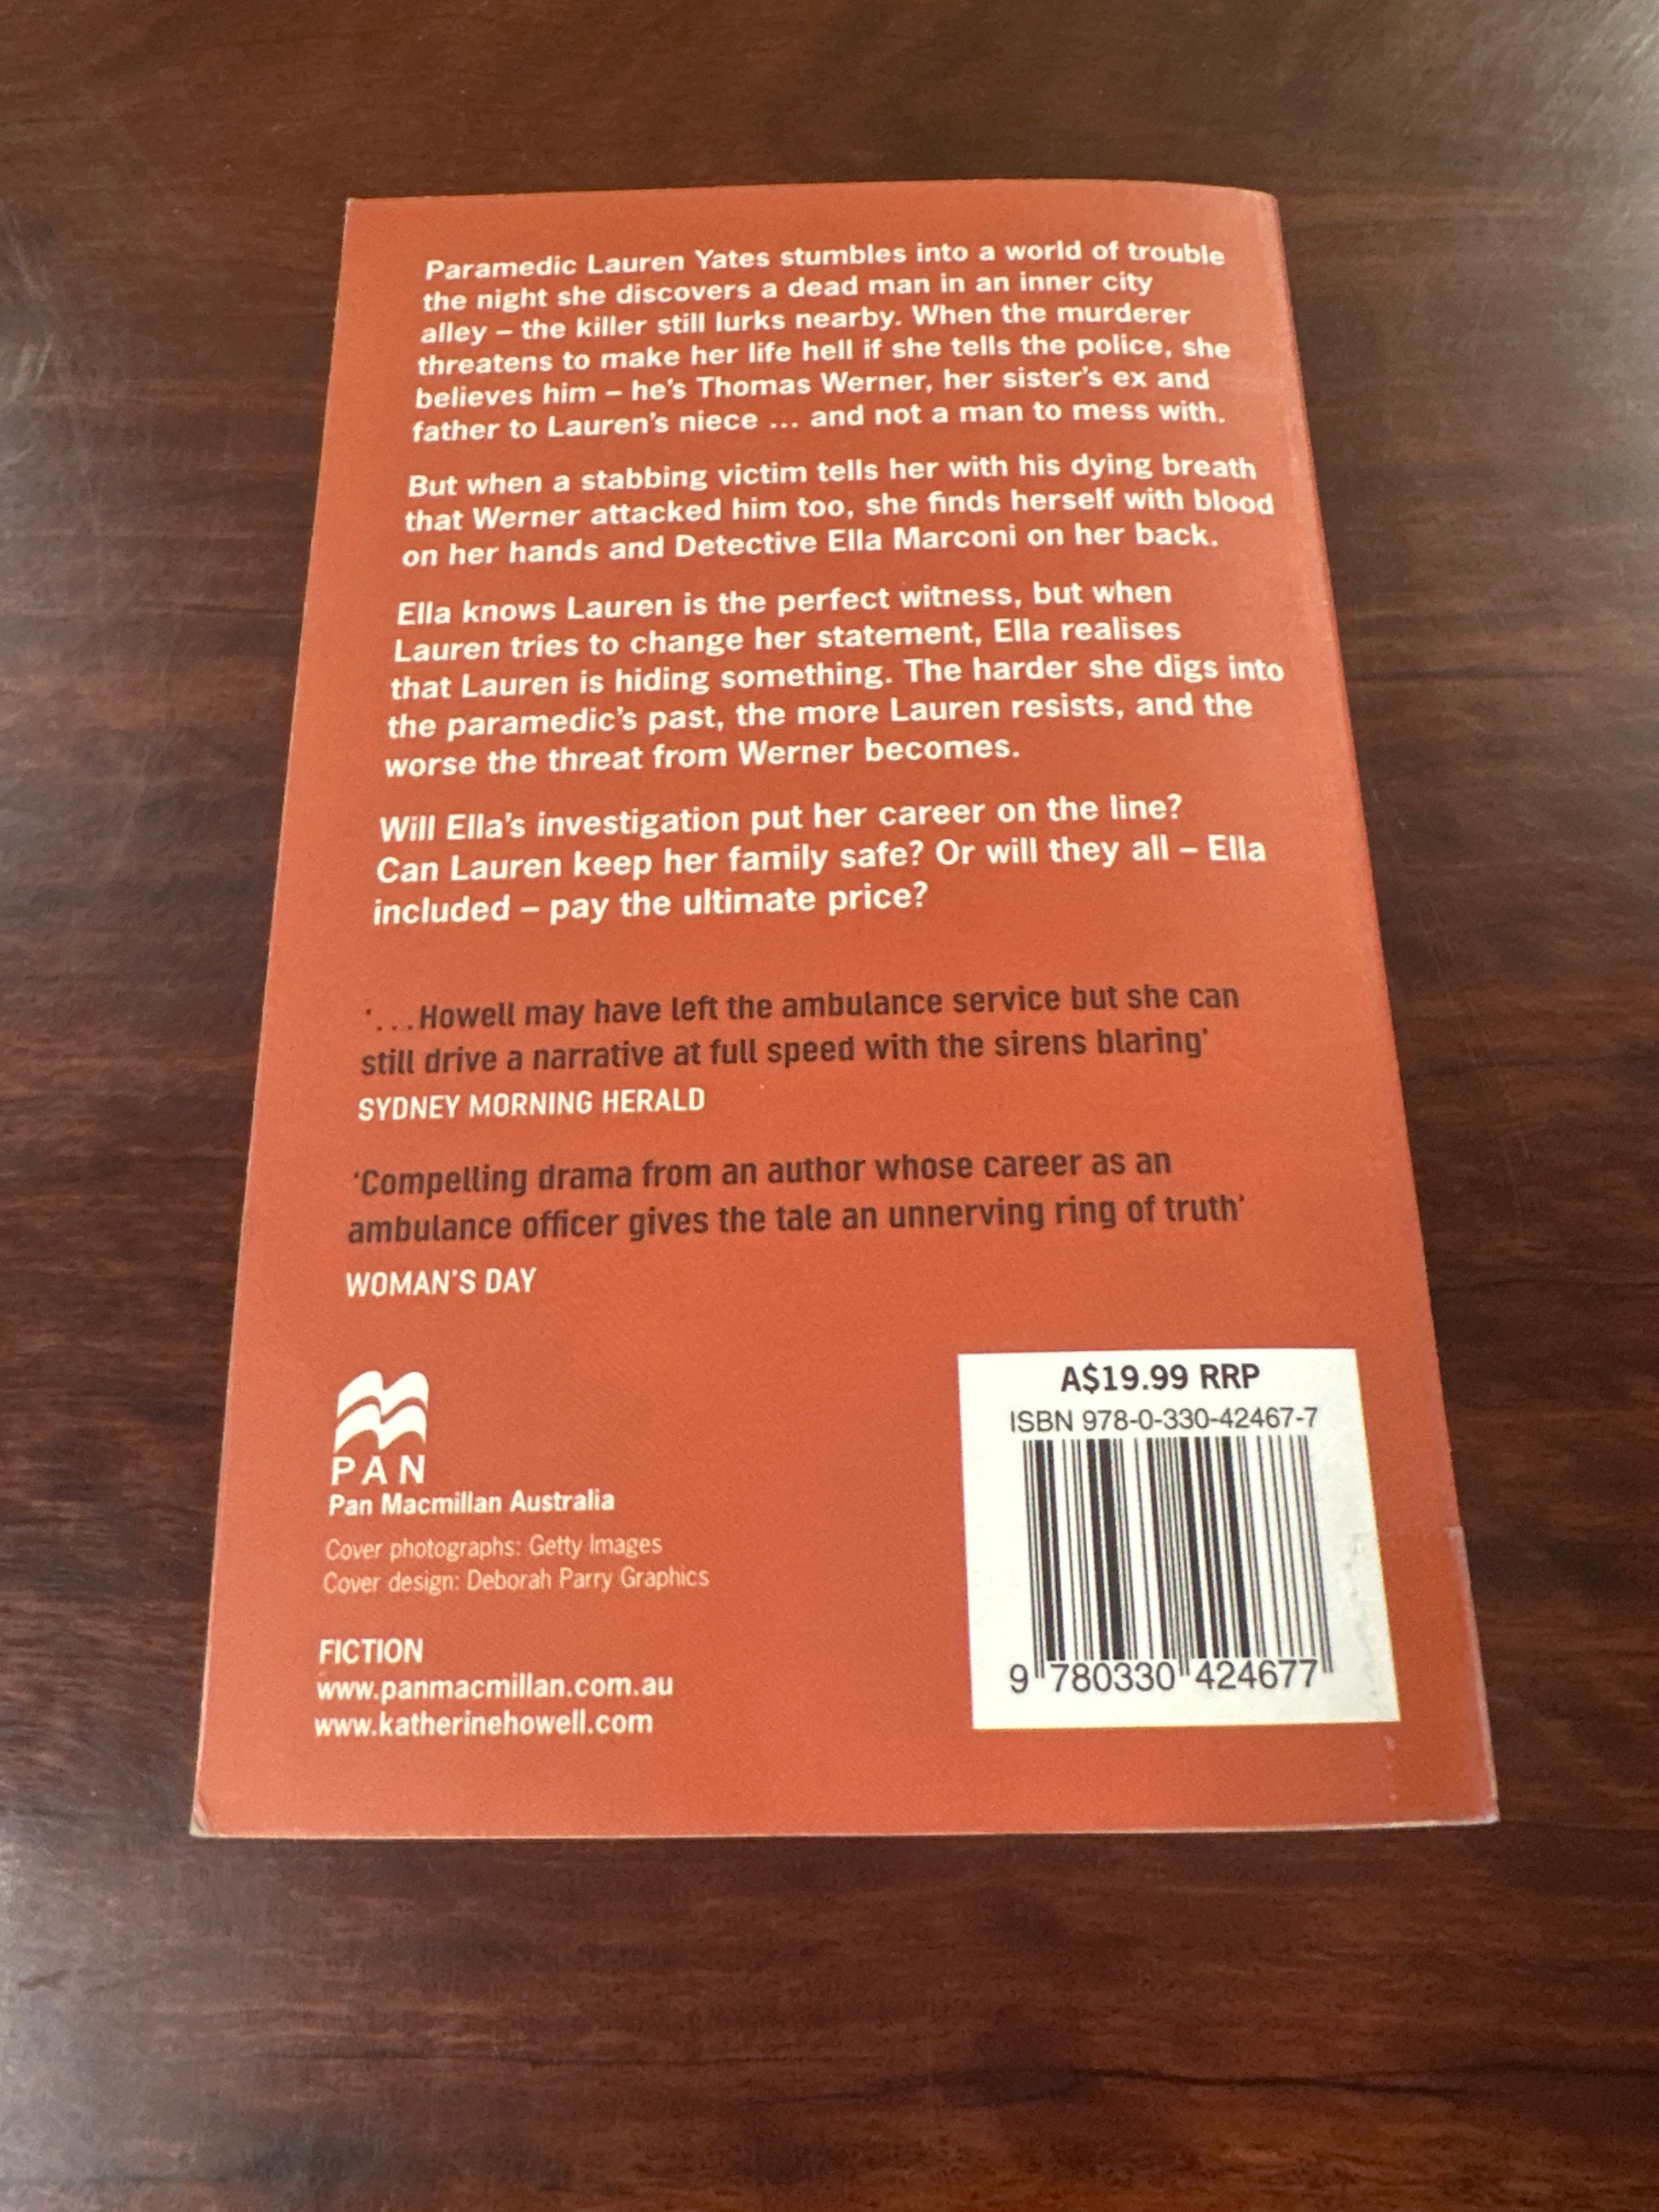 Paramedic Lauren Yates stumbles into a world of trouble
the night she discovers a dead man in an inner city
alley – the killer still lurks nearby. When the murderer
threatens to make her life hell if she tells the police, she
believes him – he's Thomas Werner, her sister's ex and
father to Lauren's niece ... and not a man to mess with.
But when a stabbing victim tells her with his dying breath
that Werner attacked him too, she finds herself with blood
on her hands and Detective Ella Marconi on her back.
Ella knows Lauren is the perfect witness, but when
Lauren tries to change her statement, Ella realises
that Lauren is hiding something. The harder she digs into
the paramedic's past, the more Lauren resists, and the
worse the threat from Werner becomes.
Will Ella's investigation put her career on the line?
Can Lauren keep her family safe? Or will they all – Ella
included – pay the ultimate price?
'...Howell may have left the ambulance service but she can
still drive a narrative at full speed with the sirens blaring'
SYDNEY MORNING HERALD
'Compelling drama from an author whose career as an
ambulance officer gives the tale an unnerving ring of truth'
WOMAN'S DAY
PAN
Pan Macmillan Australia
Cover photographs: Getty Images
Cover design: Deborah Parry Graphics
FICTION
www.panmacmillan.com.au
www.katherinehowell.com
A$19.99 RRP
ISBN 978-0-330-42467-7
9 780330 424677